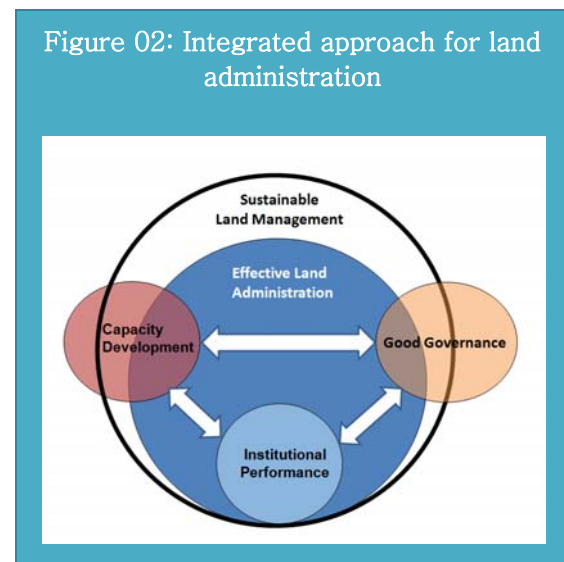 Figure 02: Integrated approach for land
administration
Sustainable
Land Management
Effective Land
Administration
Capacity
Development
Good Governance
Institutional
Performance